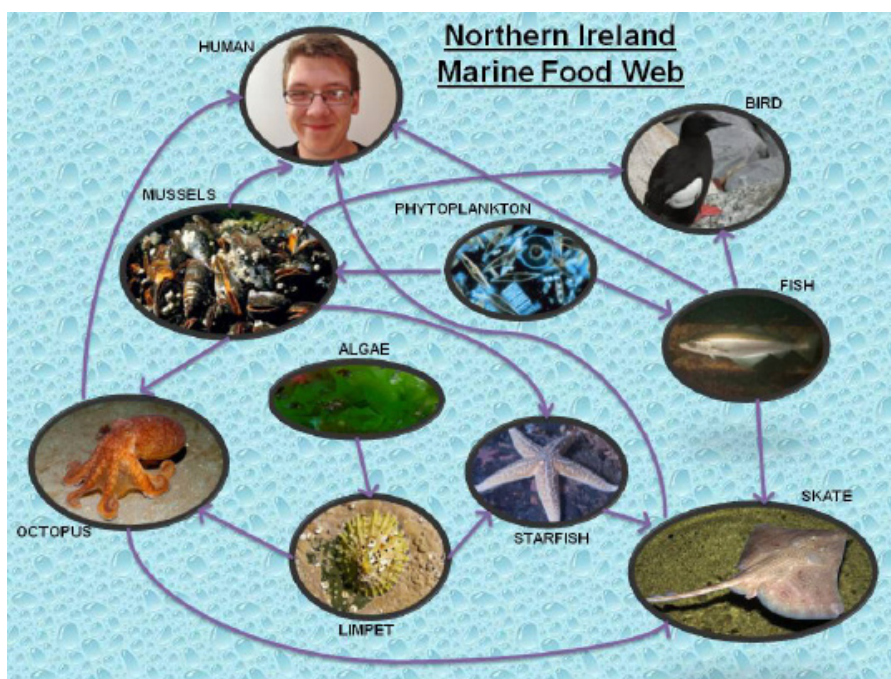 Northern Ireland
Marine Food Web
HUMAN
BIRD
MUSSELS
PHYTOPLANKTON
FISH
ALGAE
SKATE
OCTOPUS
STARFISH
LIMPET